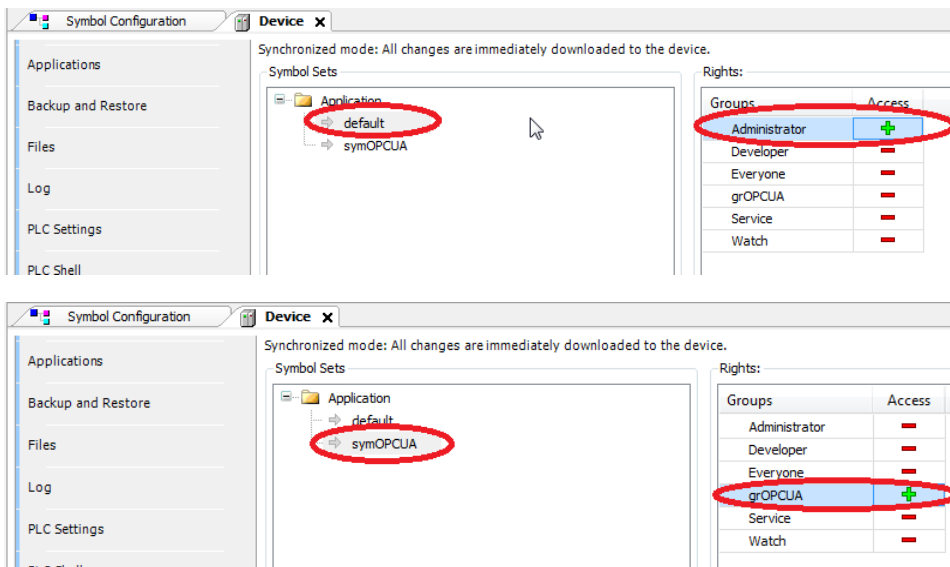 Symbol Configuration Device X
Synchronized mode: All changes are immediately downloaded to the device.
Applications
Backup and Restore
Files
Log
PLC Settings
PLC Shell
Symbol Sets
Application
default
symOPCUA
Rights:
Groups Access
Administrator
Developer
Everyone
grOPCUA
Service
Watch
Symbol Configuration Device X
Synchronized mode: All changes are immediately downloaded to the device.
Applications
Backup and Restore
Files
Log
PLC Settings
Symbol Sets
Application
default
symOPCUA
Rights:
Groups Access
Administrator
Developer
Everyone
grOPCUA
Service
Watch